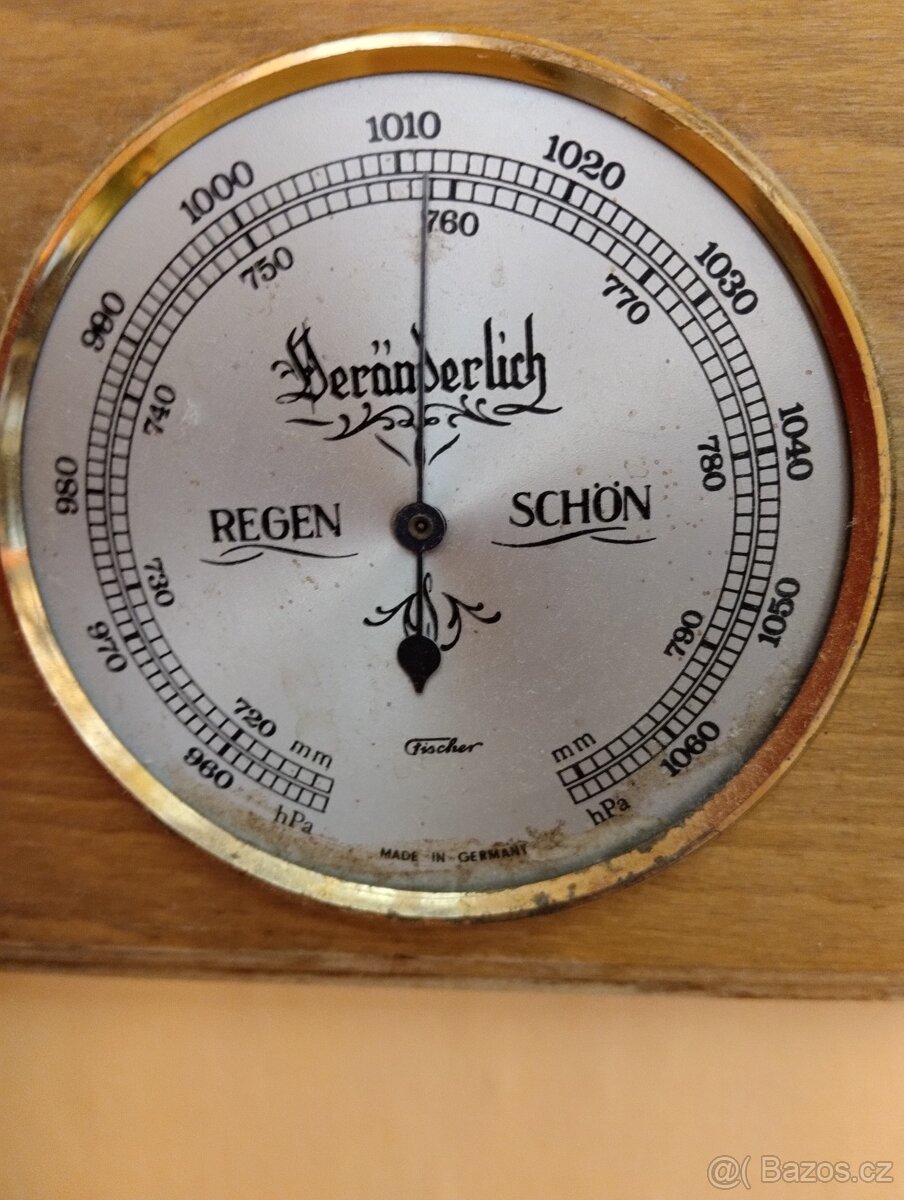 960
970
980
990
1000
1010
1020
1030
1040
1050
1060
720
730
740
750
760
770
780
790
Veränderlich
REGEN
SCHÖN
Fischer
mm
mm
hPa
hPa
MADE IN GERMANY
@( Bazos.cz